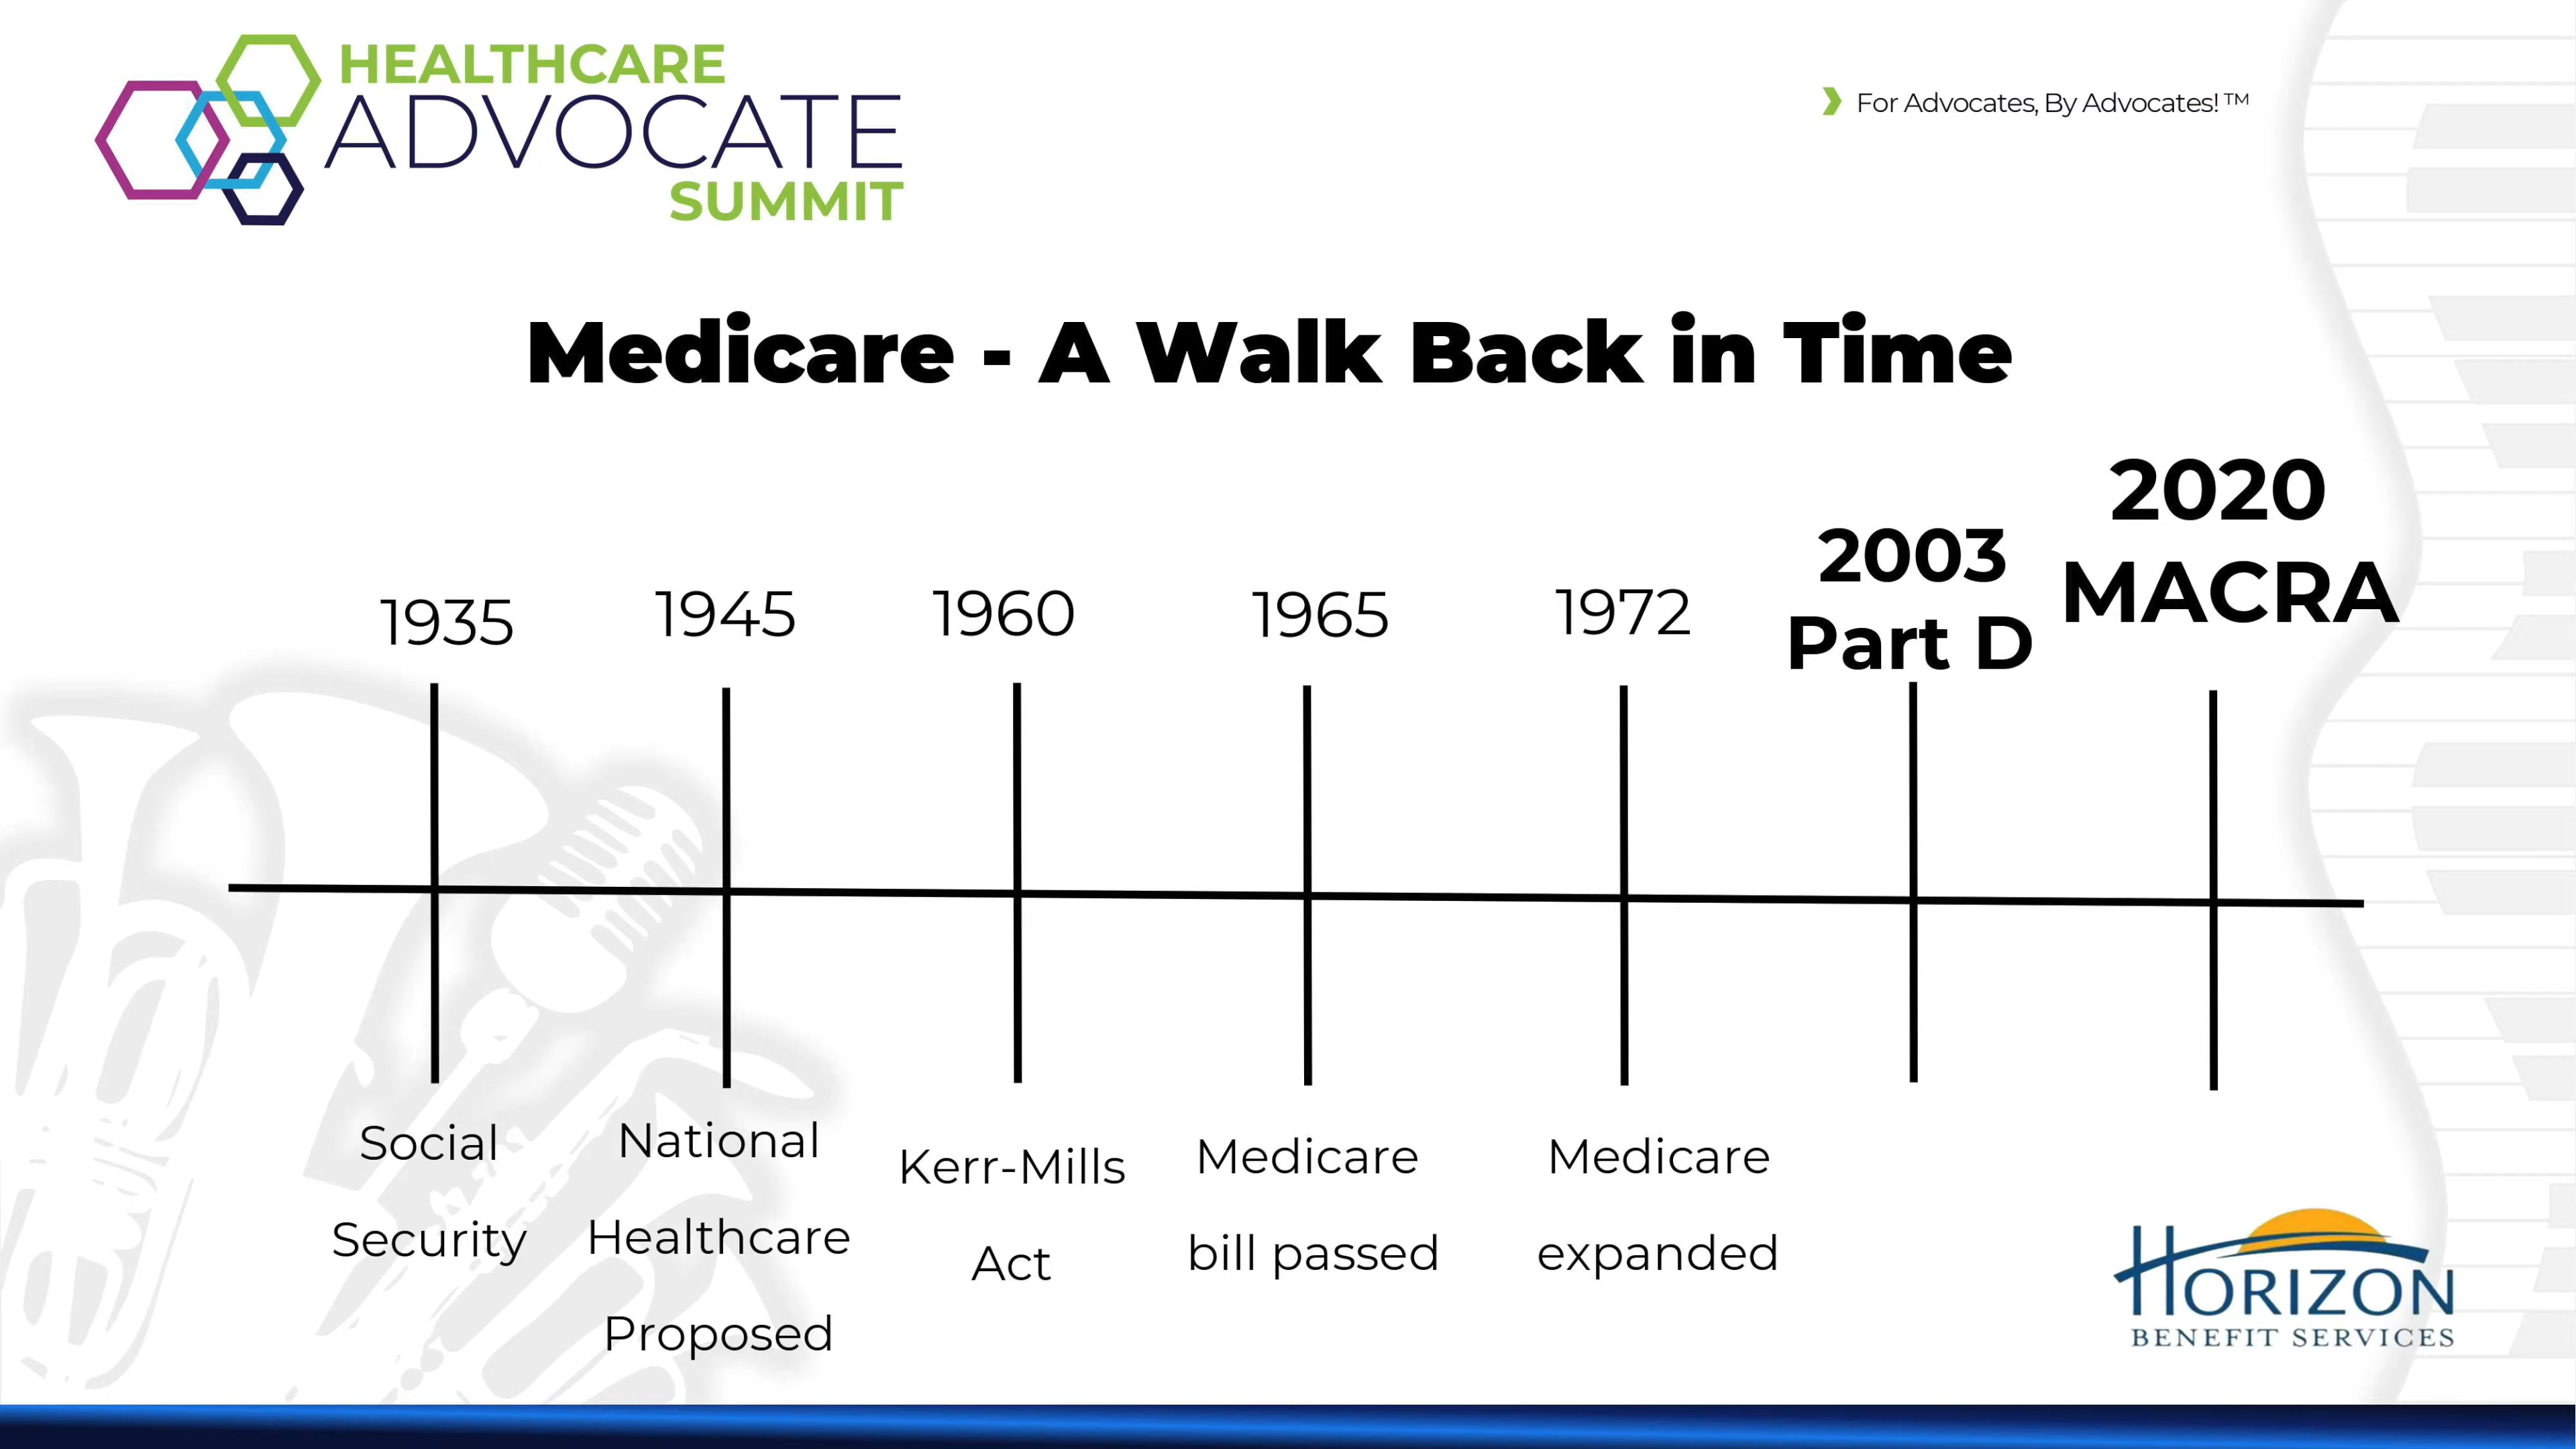 HEALTHCARE
ADVOCATE
SUMMIT
For Advocates, By Advocates!™
Medicare - A Walk Back in Time
1935
1945
1960
1965
1972
2003
Part D
2020
MACRA
Social
Security
National
Healthcare
Proposed
Kerr-Mills
Act
Medicare
bill passed
Medicare
expanded
HORIZON
BENEFIT SERVICES